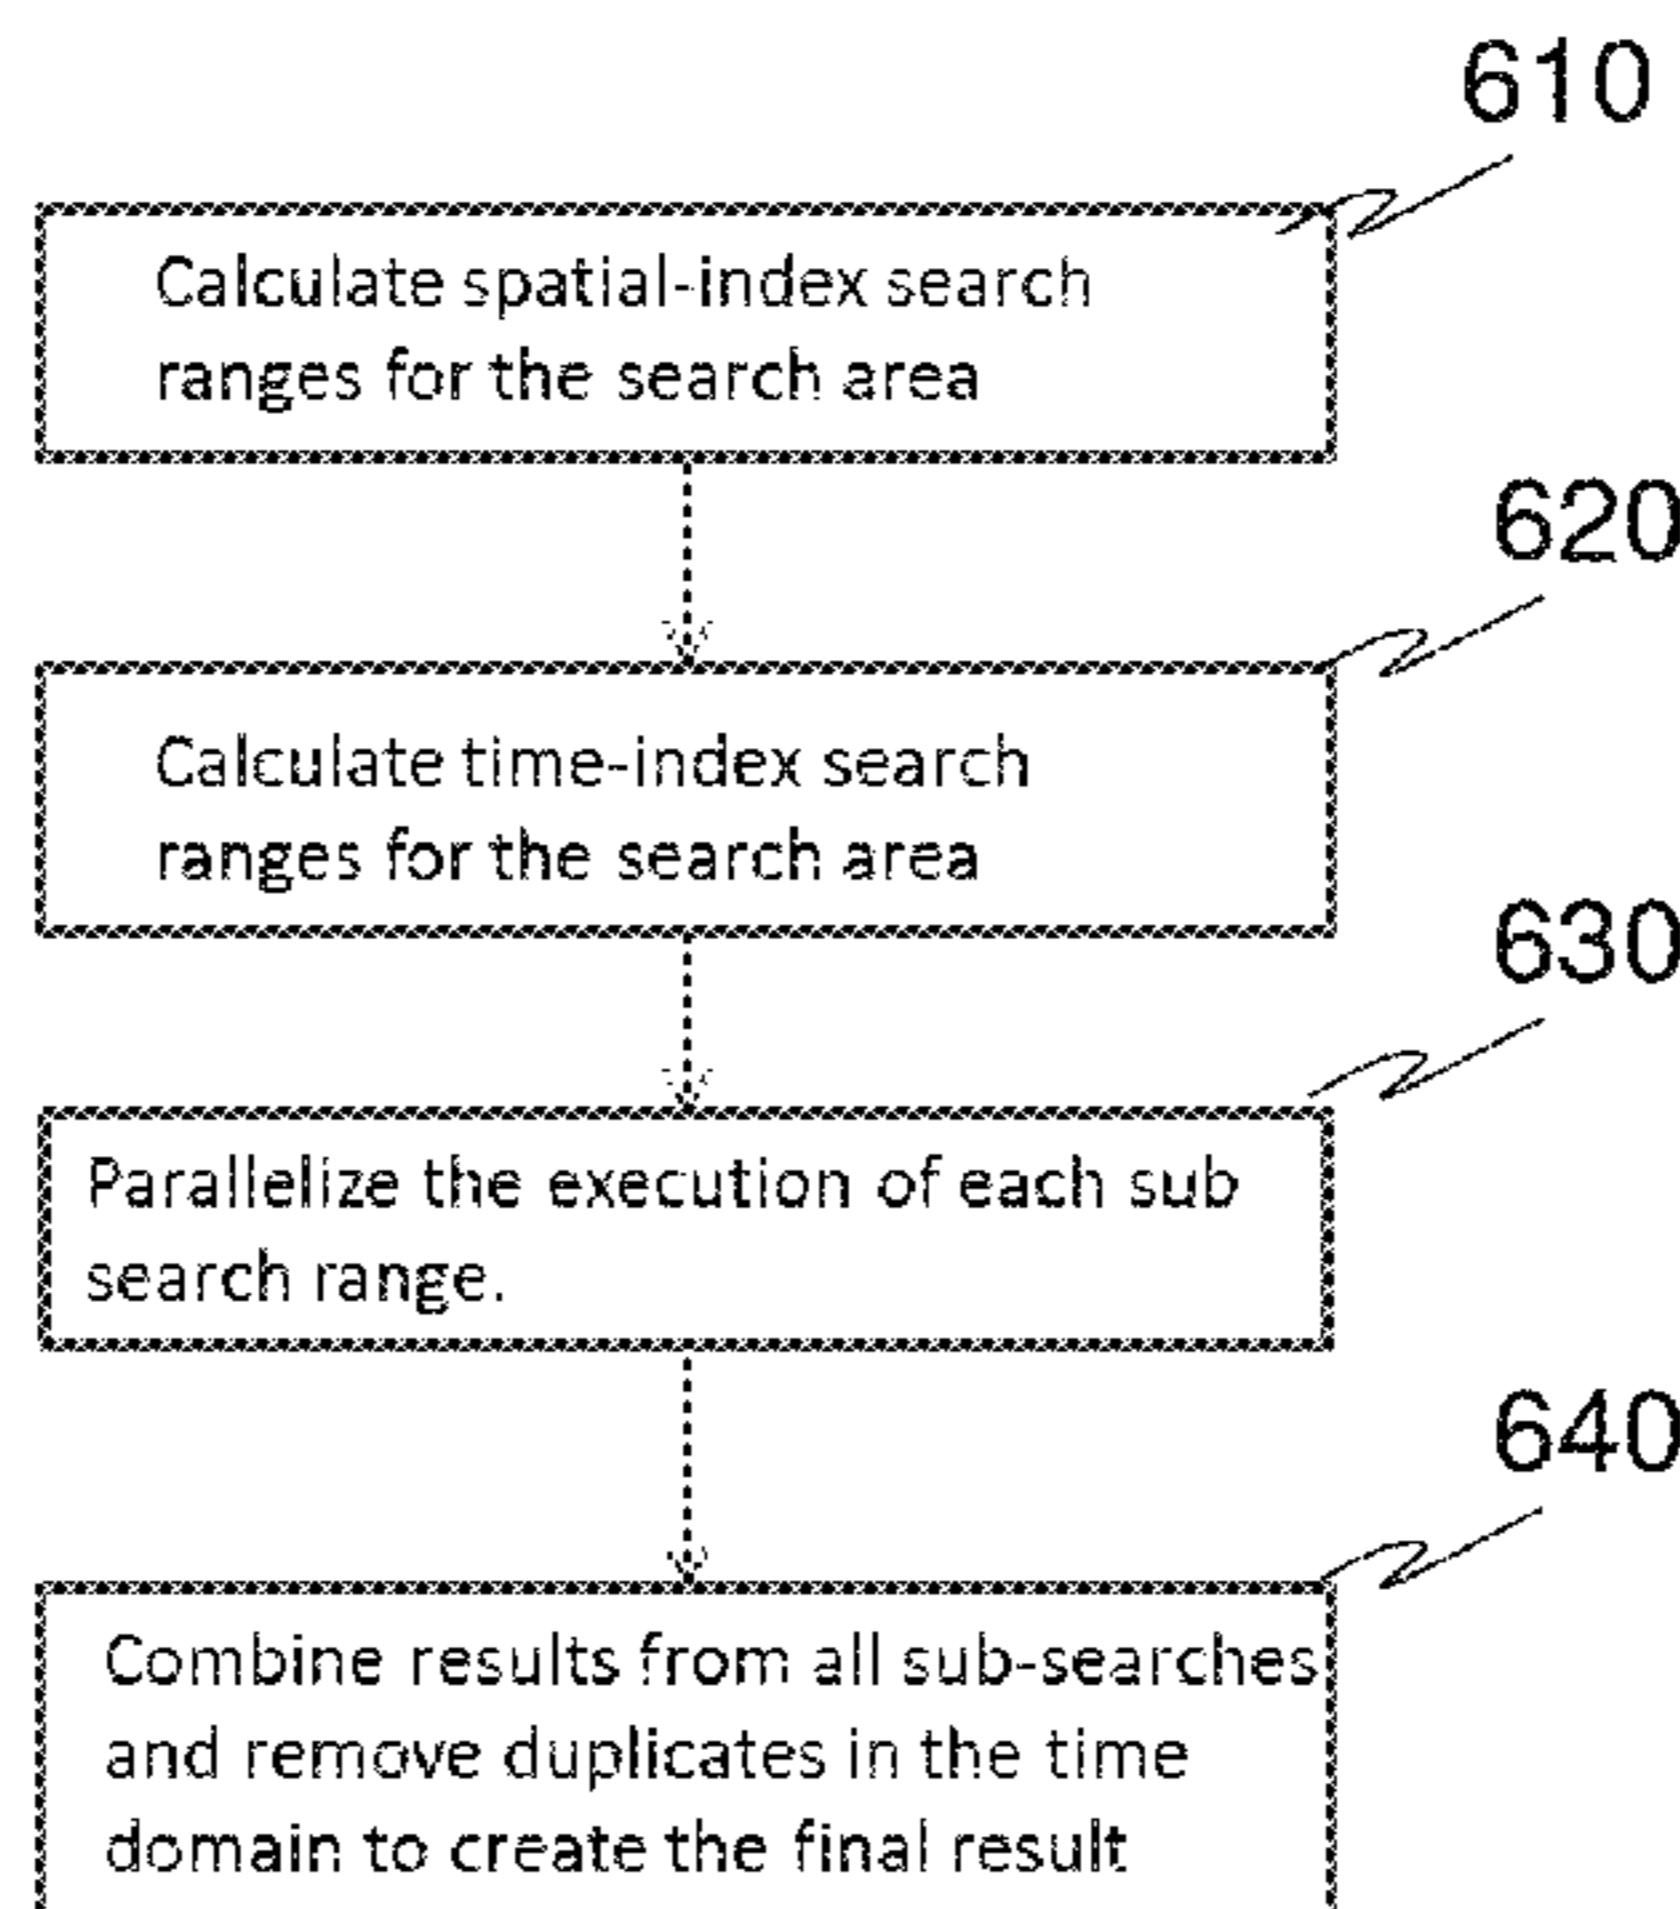 610
Calculate spatial-index search
ranges for the search area
620
Calculate time-index search
ranges for the search area
630
Parallelize the execution of each sub
search range.
640
Combine results from all sub-searches
and remove duplicates in the time
domain to create the final result